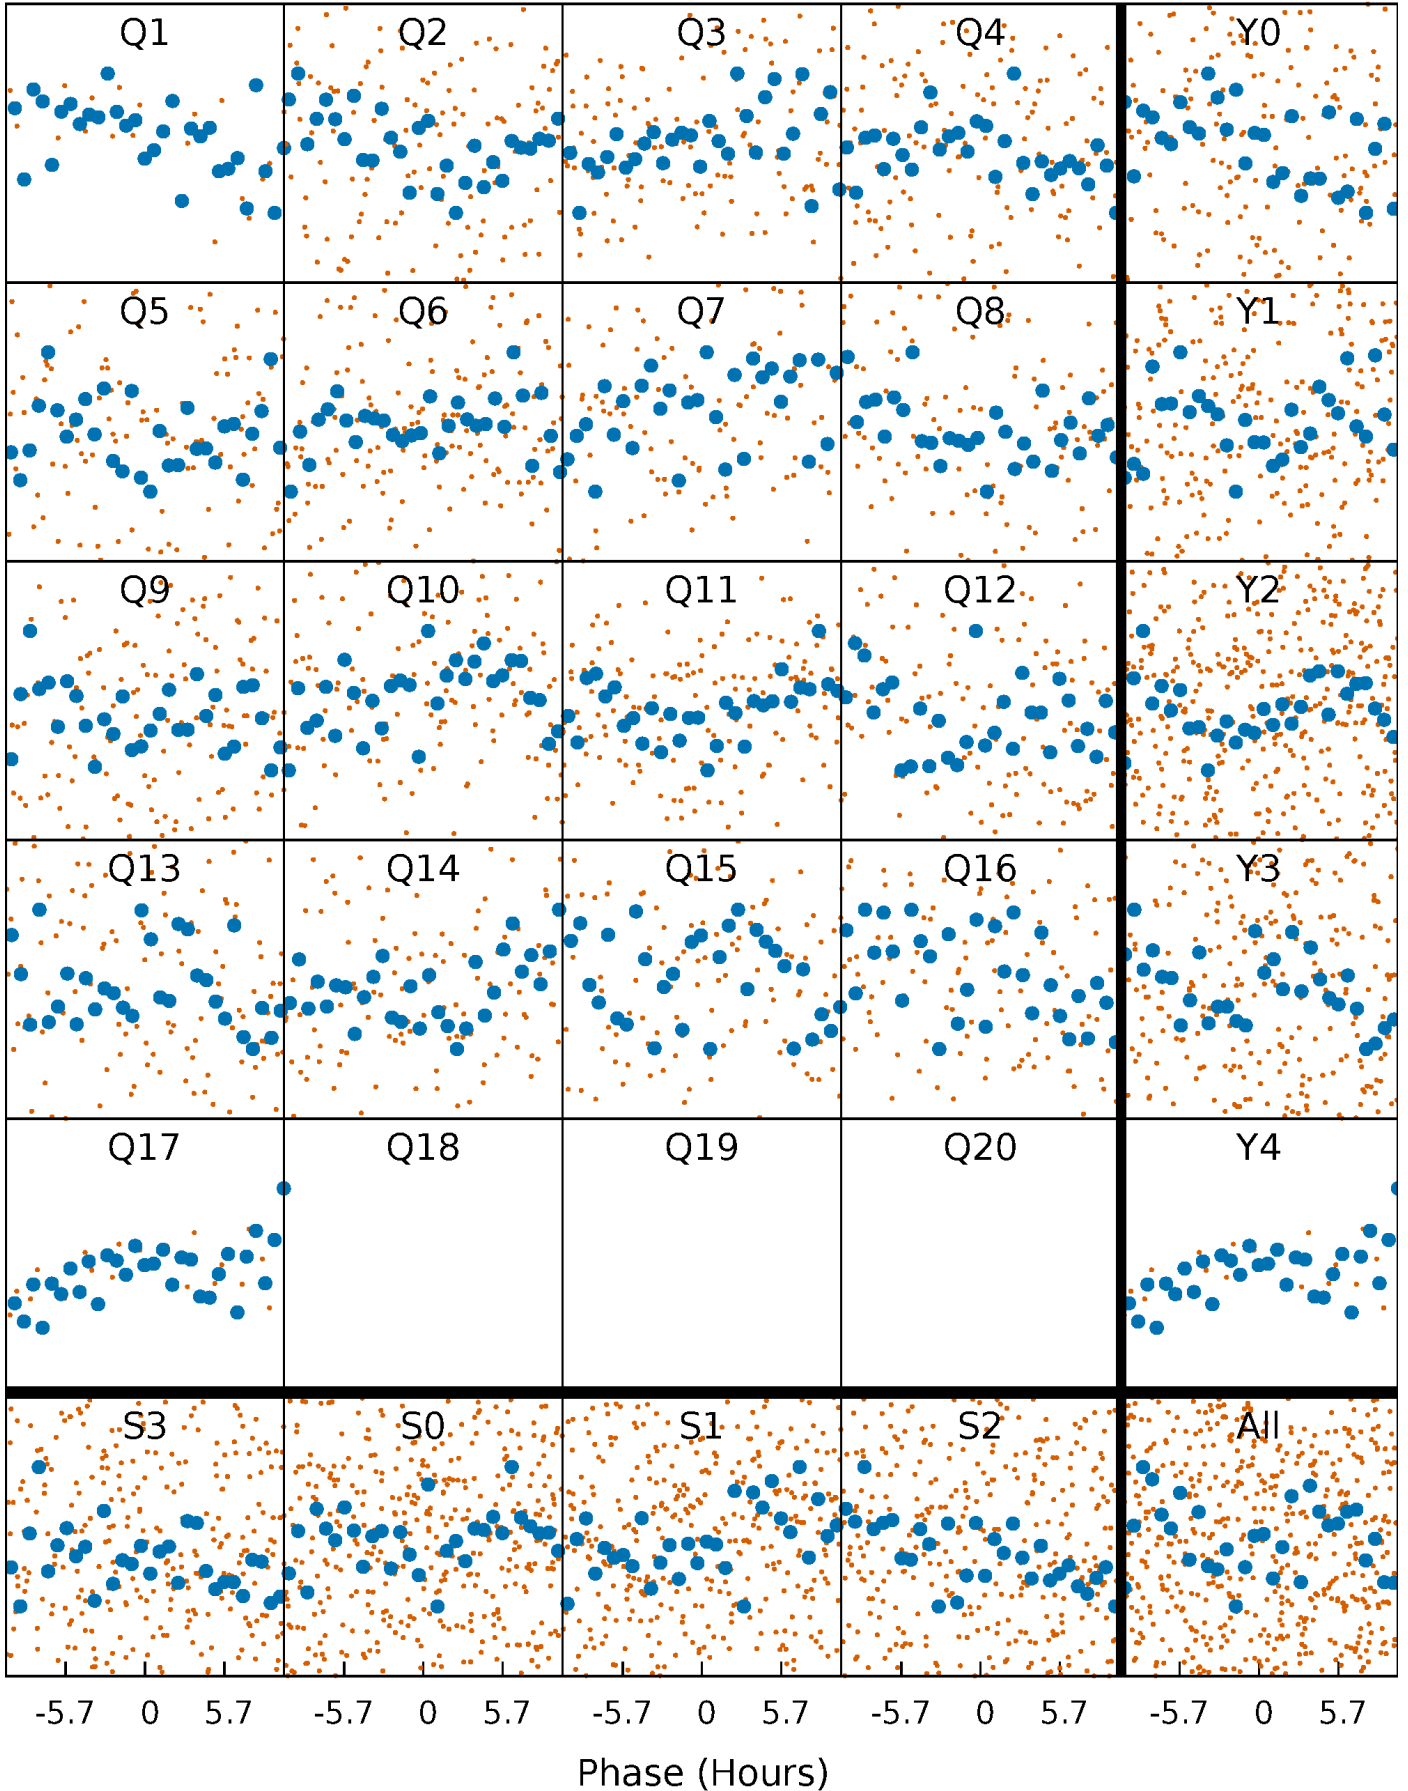 Q1 Q2 Q3 Q4 Y0
Q5 Q6 Q7 Q8 Y1
Q9 Q10 Q11 Q12 Y2
Q13 Q14 Q15 Q16 Y3
Q17 Q18 Q19 Q20 Y4
S3 S0 S1 S2 All
-5.7 0 5.7 -5.7 0 5.7 -5.7 0 5.7 -5.7 0 5.7 -5.7 0 5.7
Phase (Hours)